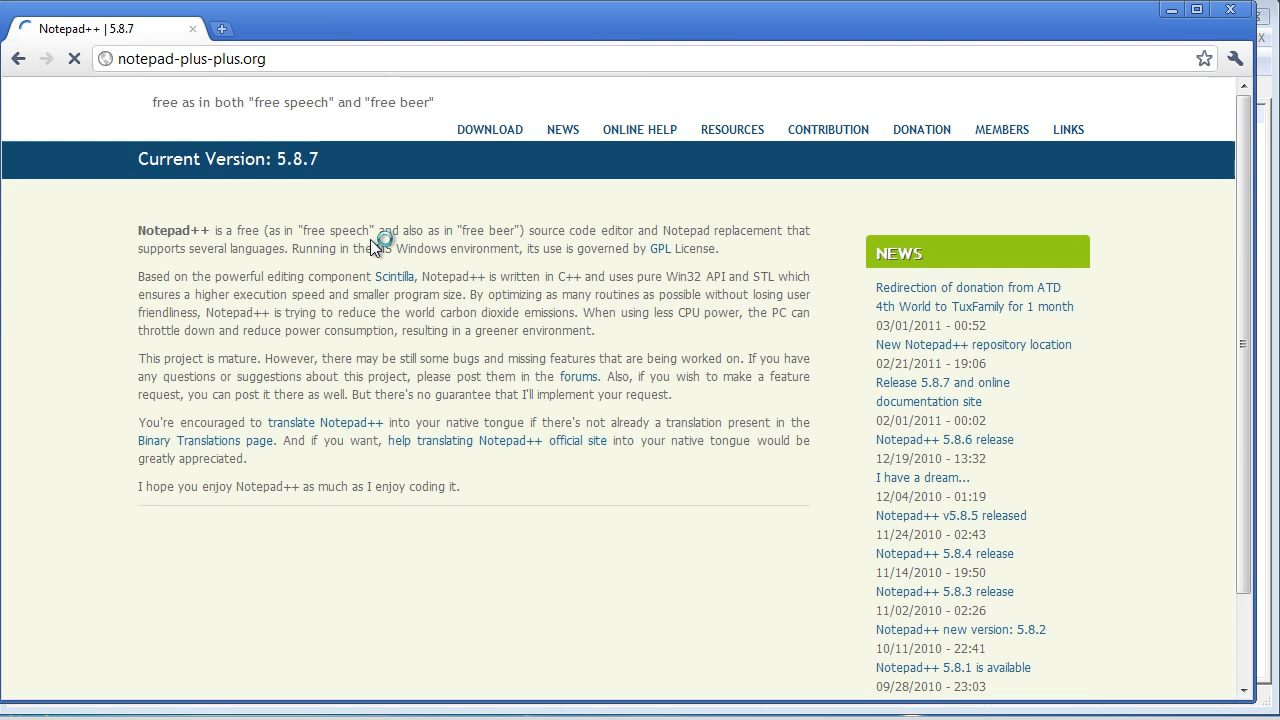 Notepad++ | 5.8.7
notepad-plus-plus.org
free as in both "free speech" and "free beer"
DOWNLOAD NEWS ONLINE HELP RESOURCES CONTRIBUTION DONATION MEMBERS LINKS
Current Version: 5.8.7
Notepad++ is a free (as in "free speech" and also as in "free beer") source code editor and Notepad replacement that
supports several languages. Running in the MS Windows environment, its use is governed by GPL License.
Based on the powerful editing component Scintilla, Notepad++ is written in C++ and uses pure Win32 API and STL which
ensures a higher execution speed and smaller program size. By optimizing as many routines as possible without losing user
friendliness, Notepad++ is trying to reduce the world carbon dioxide emissions. When using less CPU power, the PC can
throttle down and reduce power consumption, resulting in a greener environment.
This project is mature. However, there may be still some bugs and missing features that are being worked on. If you have
any questions or suggestions about this project, please post them in the forums. Also, if you wish to make a feature
request, you can post it there as well. But there's no guarantee that I'll implement your request.
You're encouraged to translate Notepad++ into your native tongue if there's not already a translation present in the
Binary Translations page. And if you want, help translating Notepad++ official site into your native tongue would be
greatly appreciated.
I hope you enjoy Notepad++ as much as I enjoy coding it.
NEWS
Redirection of donation from ATD
4th World to TuxFamily for 1 month
03/01/2011 - 00:52
New Notepad++ repository location
02/21/2011 - 19:06
Release 5.8.7 and online
documentation site
02/01/2011 - 00:02
Notepad++ 5.8.6 release
12/19/2010 - 13:32
I have a dream...
12/04/2010 - 01:19
Notepad++ v5.8.5 released
11/24/2010 - 02:43
Notepad++ 5.8.4 release
11/14/2010 - 19:50
Notepad++ 5.8.3 release
11/02/2010 - 02:26
Notepad++ new version: 5.8.2
10/11/2010 - 22:41
Notepad++ 5.8.1 is available
09/28/2010 - 23:03